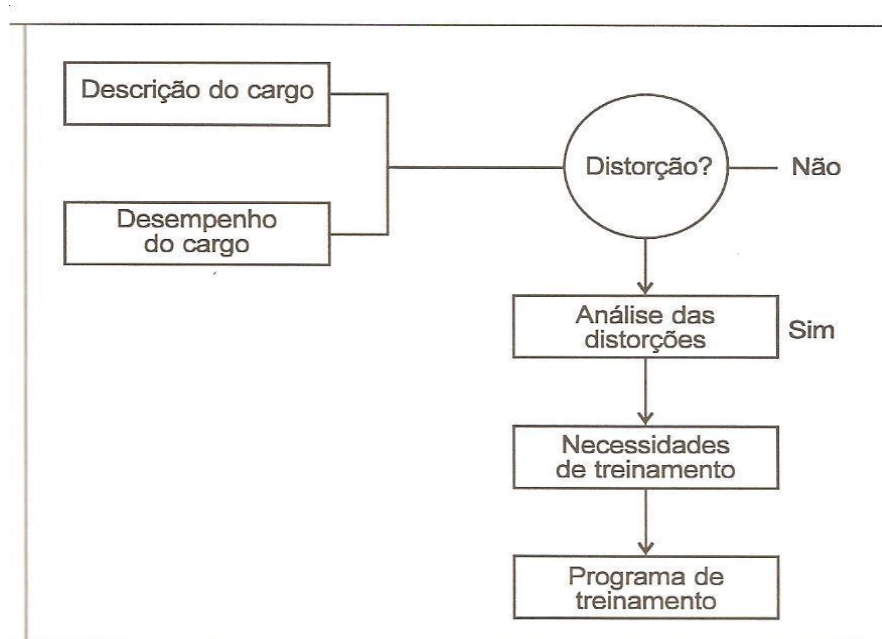 Descrição do cargo
Desempenho
do cargo
Distorção?
Não
Análise das
distorções
Sim
Necessidades
de treinamento
Programa de
treinamento